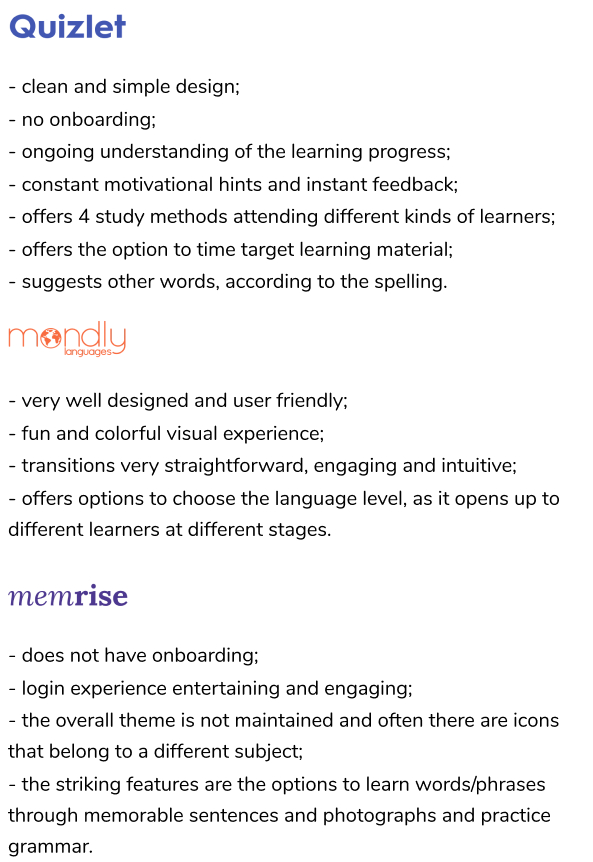 Quizlet
- clean and simple design;
- no onboarding;
- ongoing understanding of the learning progress;
- constant motivational hints and instant feedback;
- offers 4 study methods attending different kinds of learners;
- offers the option to time target learning material;
- suggests other words, according to the spelling.
mondly
languages
- very well designed and user friendly;
- fun and colorful visual experience;
- transitions very straightforward, engaging and intuitive;
- offers options to choose the language level, as it opens up to
different learners at different stages.
memrise
- does not have onboarding;
- login experience entertaining and engaging;
- the overall theme is not maintained and often there are icons
that belong to a different subject;
- the striking features are the options to learn words/phrases
through memorable sentences and photographs and practice
grammar.